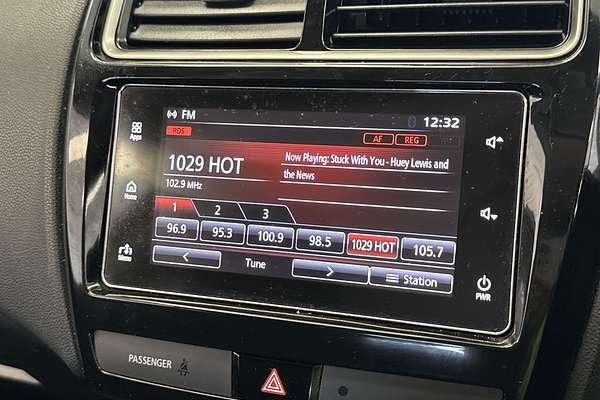 FM
12:32
RDS
AF
REG
1029 HOT
102.9 MHz
Now Playing: Stuck With You - Huey Lewis and
the News
1
2
3
96.9
95.3
100.9
98.5
1029 HOT
105.7
<
Tune
>
Station
Apps
Home
Menu
PWR
PASSENGER